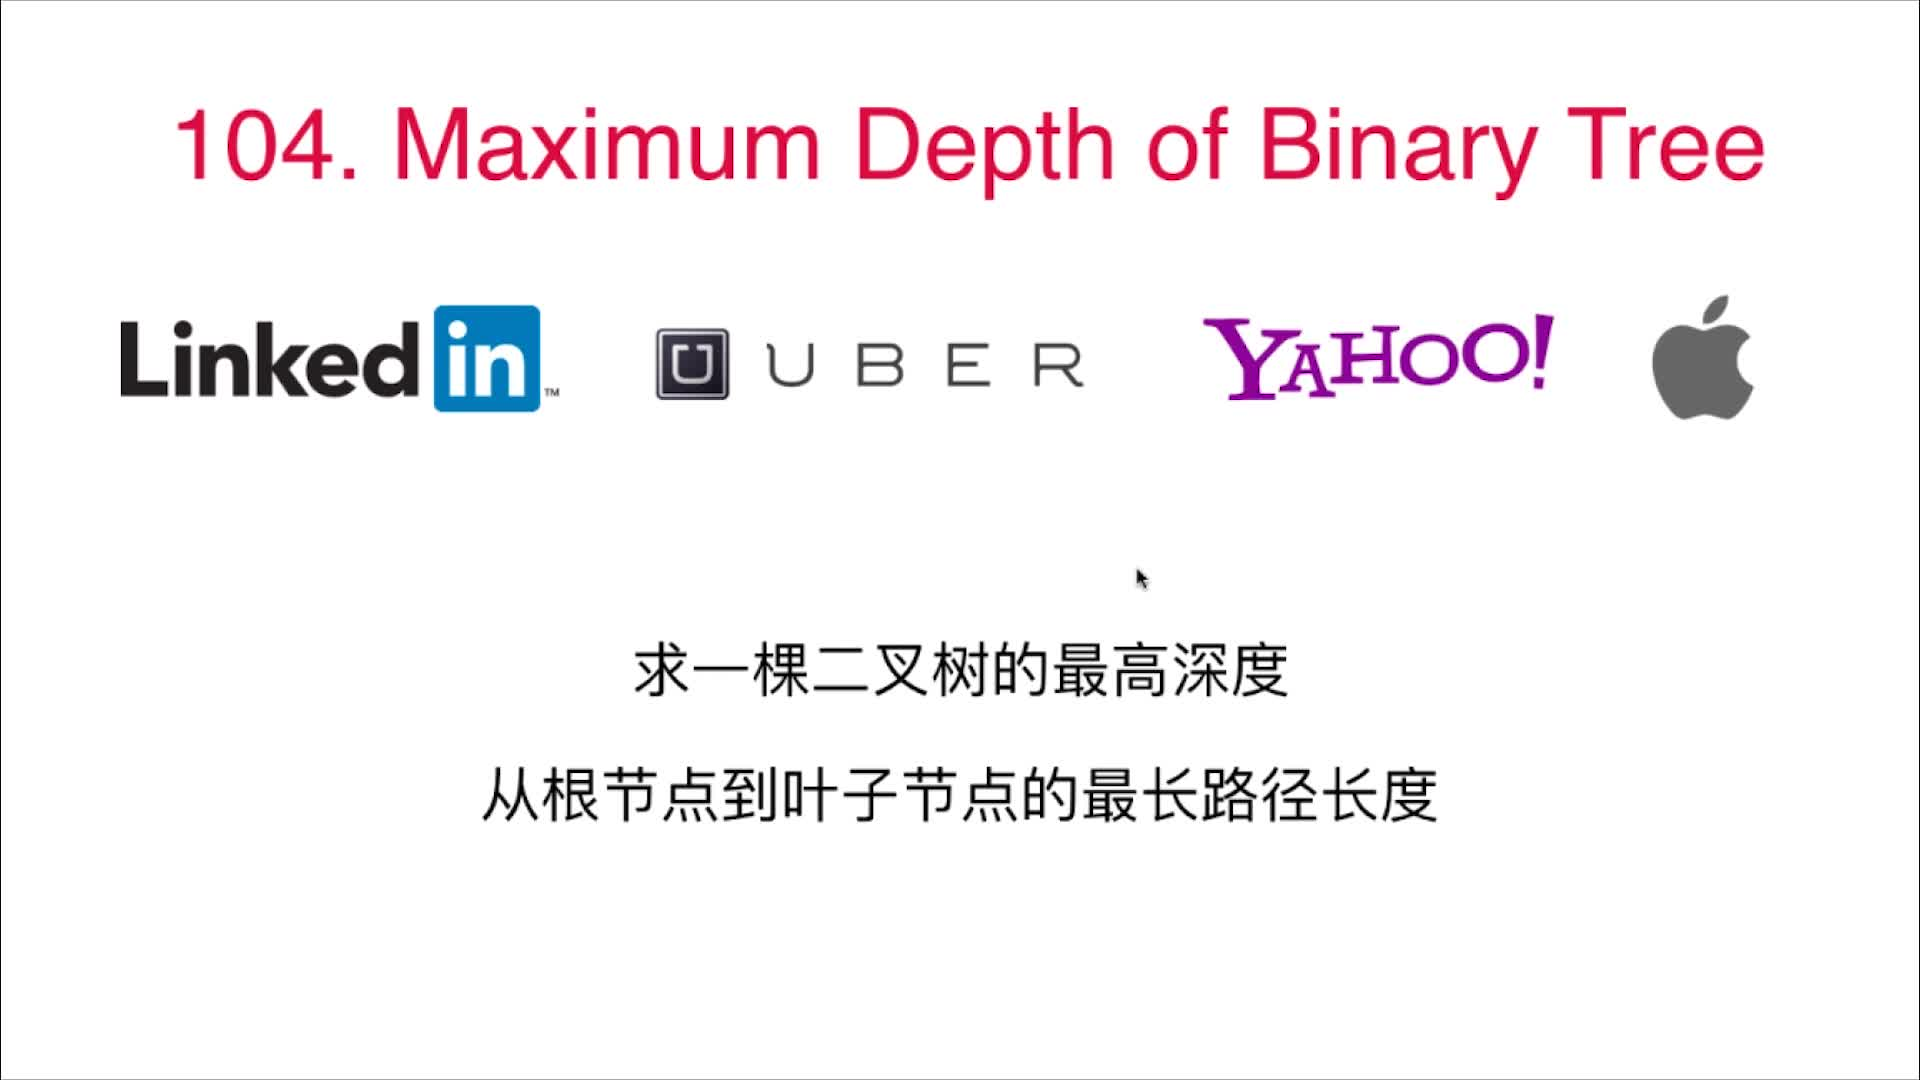 104. Maximum Depth of Binary Tree
Linked in ™ U UBER YAHOO!
求一棵二叉树的最高深度
从根节点到叶子节点的最长路径长度